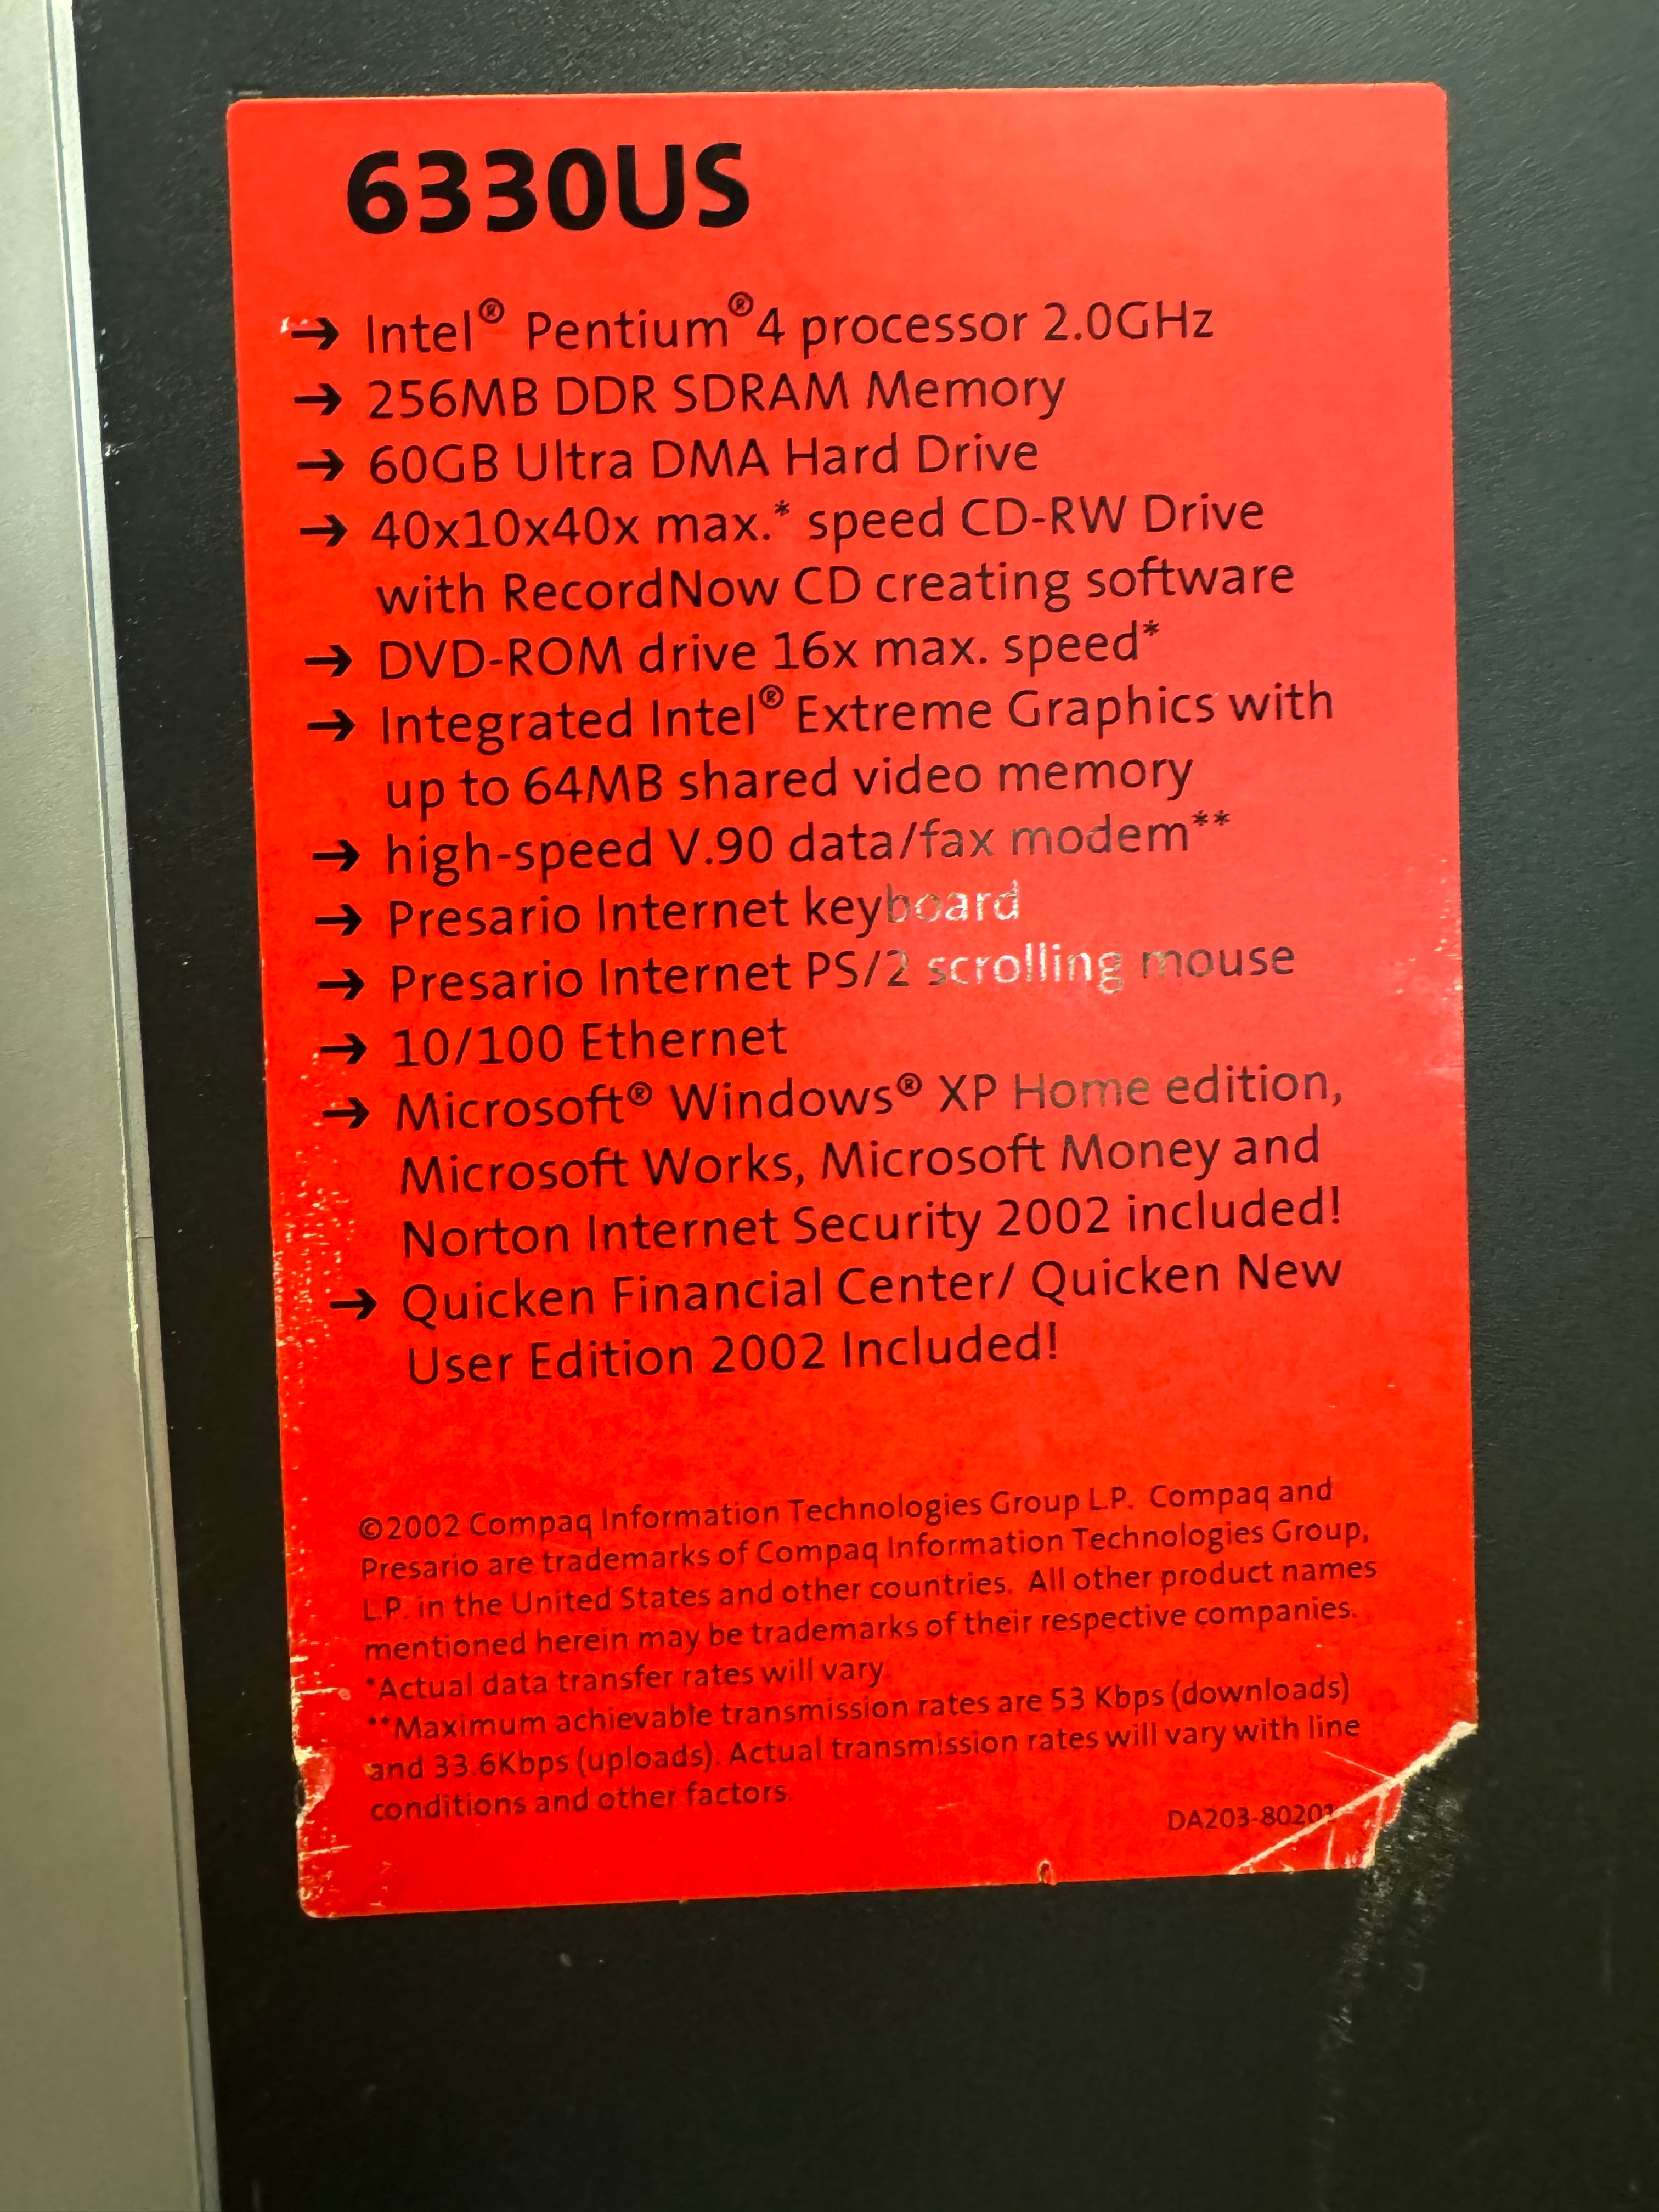 6330US
→ Intel® Pentium®4 processor 2.0GHz
→ 256MB DDR SDRAM Memory
→ 60GB Ultra DMA Hard Drive
→ 40x10x40x max.* speed CD-RW Drive
with RecordNow CD creating software
→ DVD-ROM drive 16x max. speed*
→ Integrated Intel® Extreme Graphics with
up to 64MB shared video memory
→ high-speed V.90 data/fax modem**
→ Presario Internet keyboard
→ Presario Internet PS/2 scrolling mouse
→ 10/100 Ethernet
→ Microsoft® Windows® XP Home edition,
Microsoft Works, Microsoft Money and
Norton Internet Security 2002 included!
→ Quicken Financial Center/ Quicken New
User Edition 2002 Included!
©2002 Compaq Information Technologies Group L.P. Compaq and
Presario are trademarks of Compaq Information Technologies Group,
L.P. in the United States and other countries. All other product names
mentioned herein may be trademarks of their respective companies.
*Actual data transfer rates will vary.
**Maximum achievable transmission rates are 53 Kbps (downloads)
and 33.6Kbps (uploads). Actual transmission rates will vary with line
conditions and other factors.
DA203-80201